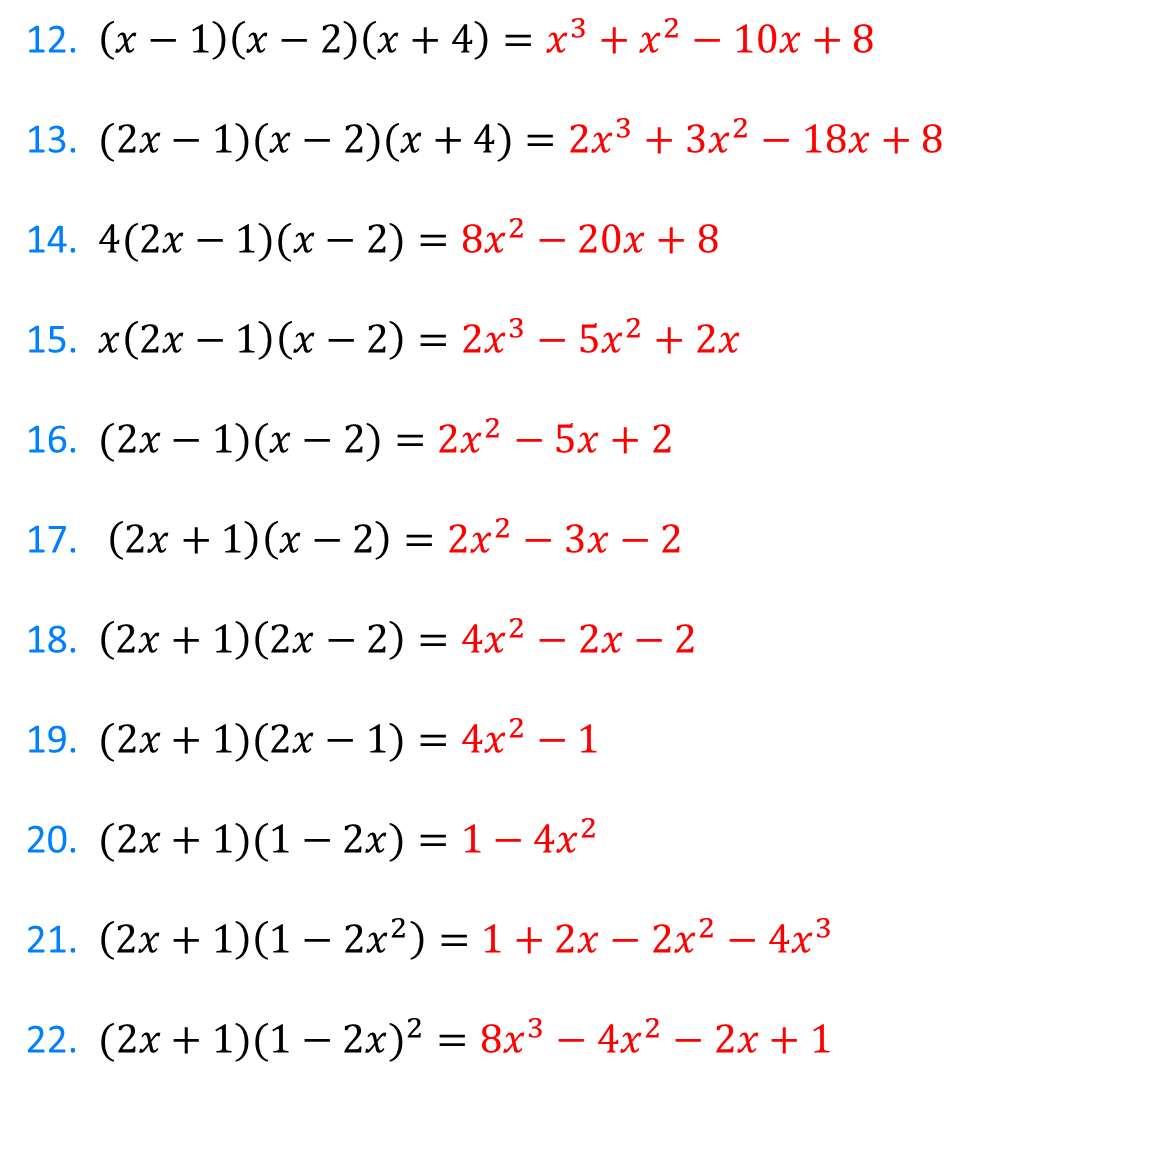 12. (x − 1)(x − 2)(x + 4) = x³ + x² − 10x + 8
13. (2x − 1)(x − 2)(x + 4) = 2x³ + 3x² − 18x + 8
14. 4(2x − 1)(x − 2) = 8x² − 20x + 8
15. x(2x − 1)(x − 2) = 2x³ − 5x² + 2x
16. (2x − 1)(x − 2) = 2x² − 5x + 2
17. (2x + 1)(x − 2) = 2x² − 3x − 2
18. (2x + 1)(2x − 2) = 4x² − 2x − 2
19. (2x + 1)(2x − 1) = 4x² − 1
20. (2x + 1)(1 − 2x) = 1 − 4x²
21. (2x + 1)(1 − 2x²) = 1 + 2x − 2x² − 4x³
22. (2x + 1)(1 − 2x)² = 8x³ − 4x² − 2x + 1